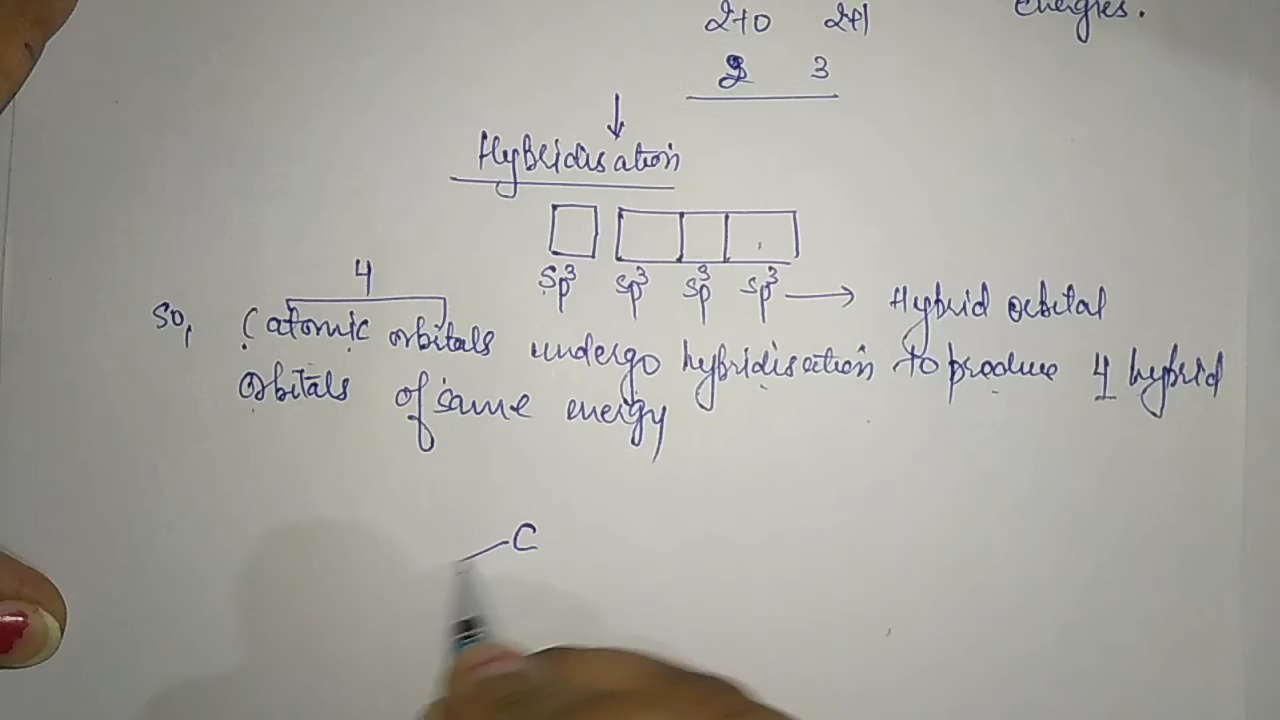 energies.
2+0 2+1
2 3
Hybridisation
sp³ sp³ sp³ sp³ → Hybrid orbital
4
So, (atomic orbitals undergo hybridisation to produce 4 hybrid
orbitals of same energy
C